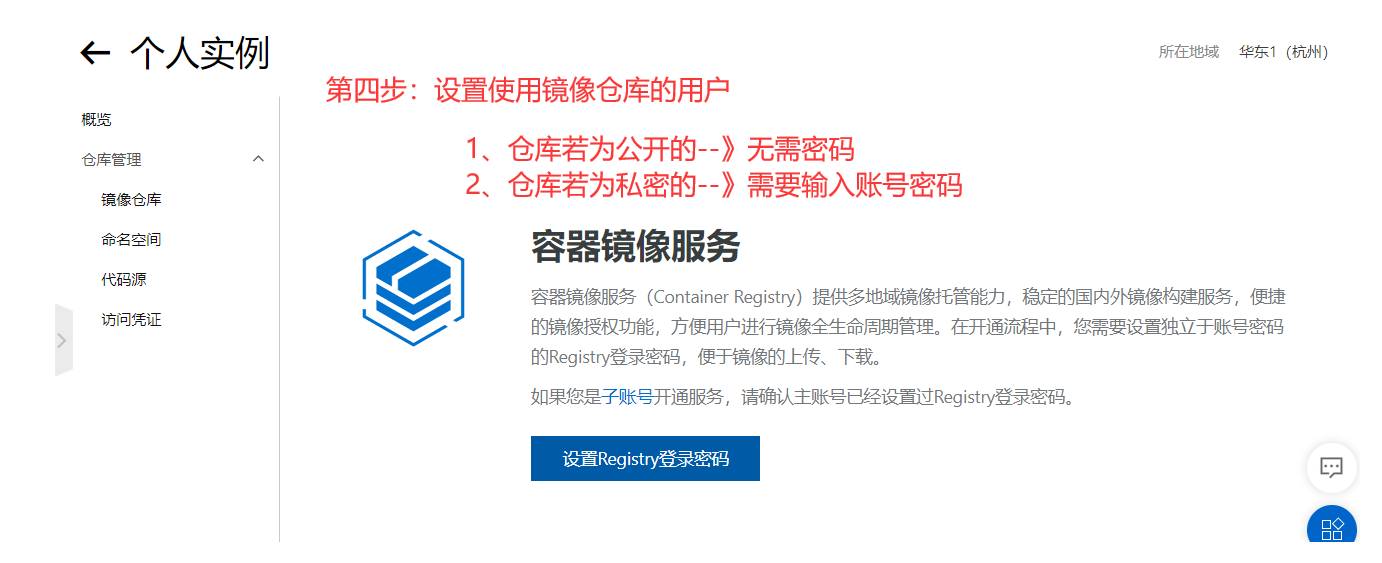 个人实例
所在地域 华东1（杭州）
第四步：设置使用镜像仓库的用户
概览
1、仓库若为公开的--》无需密码
仓库管理
2、仓库若为私密的--》需要输入账号密码
镜像仓库
命名空间
代码源
访问凭证
容器镜像服务
容器镜像服务（Container Registry）提供多地域镜像托管能力，稳定的国内外镜像构建服务，便捷
的镜像授权功能，方便用户进行镜像全生命周期管理。在开通流程中，您需要设置独立于账号密码
的Registry登录密码，便于镜像的上传、下载。
如果您是子账号开通服务，请确认主账号已经设置过Registry登录密码。
设置Registry登录密码